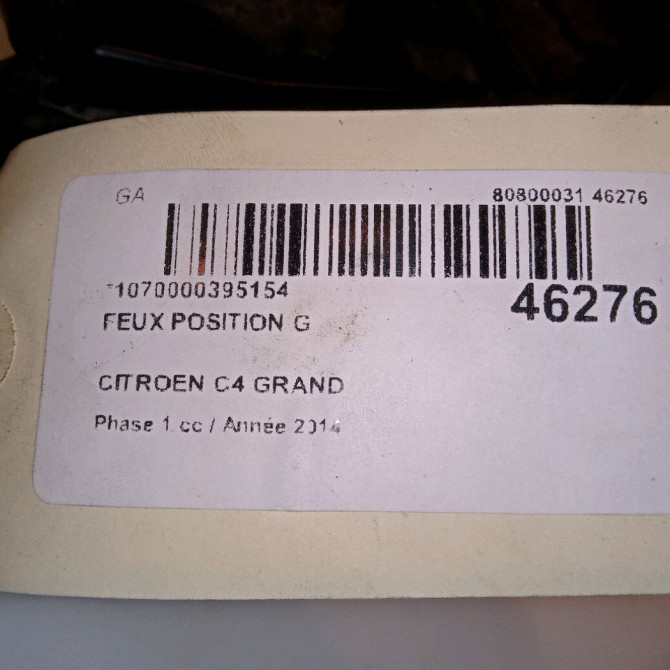 GA 80800031 46276
*1070000395154 46276
FEUX POSITION G
CITROEN C4 GRAND
Phase 1 cc / Année 2014